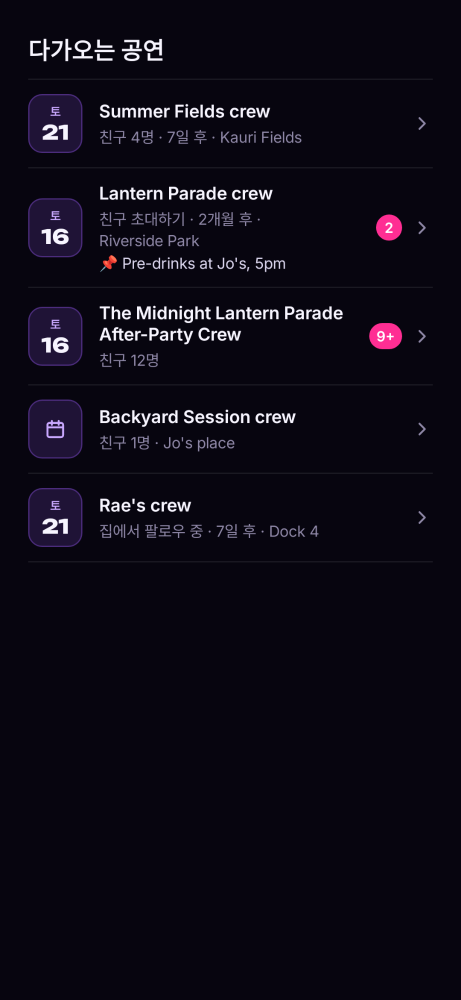 다가오는 공연
토
21
Summer Fields crew
친구 4명 · 7일 후 · Kauri Fields
토
16
Lantern Parade crew
친구 초대하기 · 2개월 후 ·
Riverside Park
📌 Pre-drinks at Jo's, 5pm
2
토
16
The Midnight Lantern Parade
After-Party Crew
친구 12명
9+
Backyard Session crew
친구 1명 · Jo's place
토
21
Rae's crew
집에서 팔로우 중 · 7일 후 · Dock 4